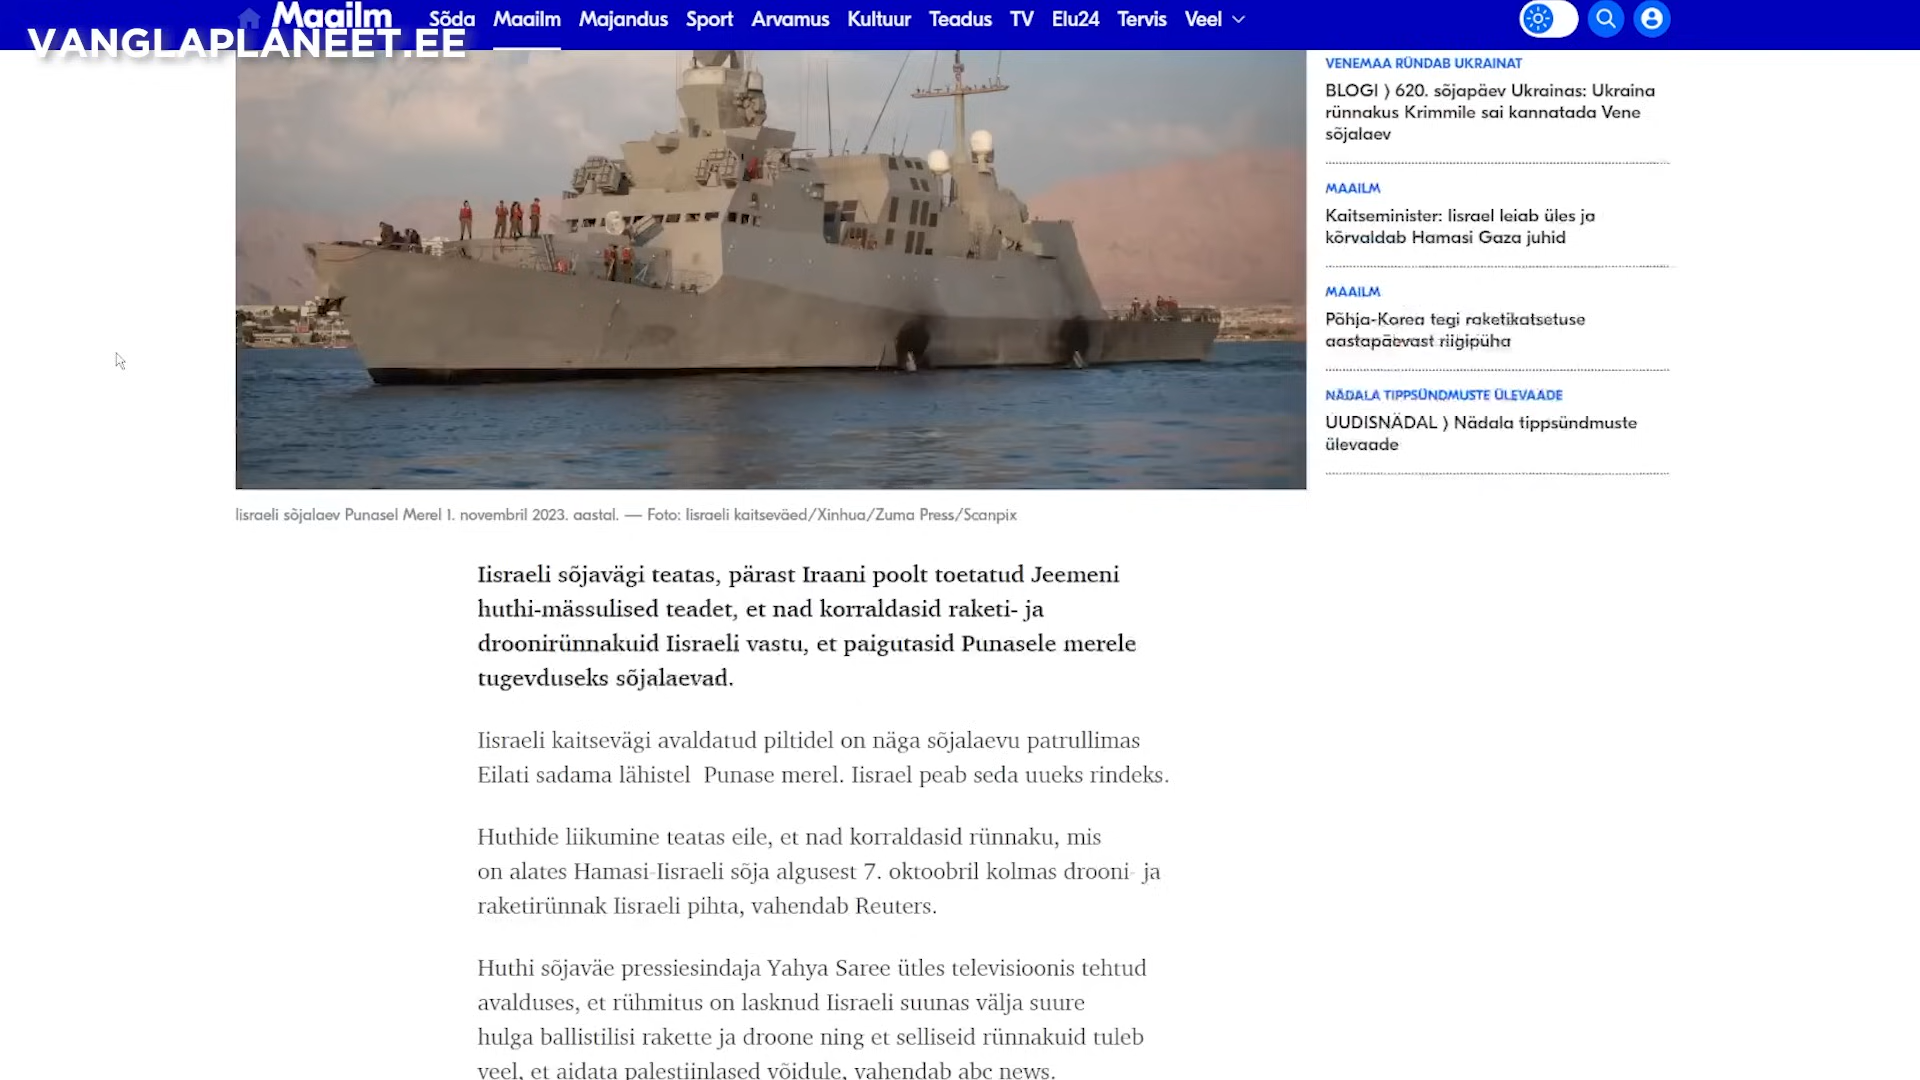 Maailm
Sõda Maailm Majandus Sport Arvamus Kultuur Teadus TV Elu24 Tervis Veel
VANGLAPLANEET.EE
VENEMAA RÜNDAB UKRAINAT
BLOGI ⟩ 620. sõjapäev Ukrainas: Ukraina
rünnakus Krimmile sai kannatada Vene
sõjalaev
MAAILM
Kaitseminister: Iisrael leiab üles ja
kõrvaldab Hamasi Gaza juhid
MAAILM
Põhja-Korea tegi raketikatsetuse
aastapäevast riigipüha
NÄDALA TIPPSÜNDMUSTE ÜLEVAADE
UUDISNÄDAL ⟩ Nädala tippsündmuste
ülevaade
Iisraeli sõjalaev Punasel Merel 1. novembril 2023. aastal. — Foto: Iisraeli kaitseväed/Xinhua/Zuma Press/Scanpix
Iisraeli sõjavägi teatas, pärast Iraani poolt toetatud Jeemeni
huthi-mässulised teadet, et nad korraldasid raketi- ja
droonirünnakuid Iisraeli vastu, et paigutasid Punasele merele
tugevduseks sõjalaevad.
Iisraeli kaitsevägi avaldatud piltidel on näga sõjalaevu patrullimas
Eilati sadama lähistel Punase merel. Iisrael peab seda uueks rindeks.
Huthide liikumine teatas eile, et nad korraldasid rünnaku, mis
on alates Hamasi-Iisraeli sõja algusest 7. oktoobril kolmas drooni- ja
raketirünnak Iisraeli pihta, vahendab Reuters.
Huthi sõjaväe pressiesindaja Yahya Saree ütles televisioonis tehtud
avalduses, et rühmitus on lasknud Iisraeli suunas välja suure
hulga ballistilisi rakette ja droone ning et selliseid rünnakuid tuleb
veel, et aidata palestiinlased võidule, vahendab abc news.